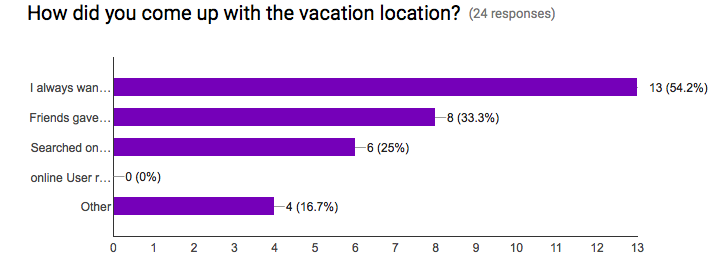 How did you come up with the vacation location? (24 responses)
I always wan... 13 (54.2%)
Friends gave... 8 (33.3%)
Searched on... 6 (25%)
online User r... 0 (0%)
Other 4 (16.7%)
0 1 2 3 4 5 6 7 8 9 10 11 12 13